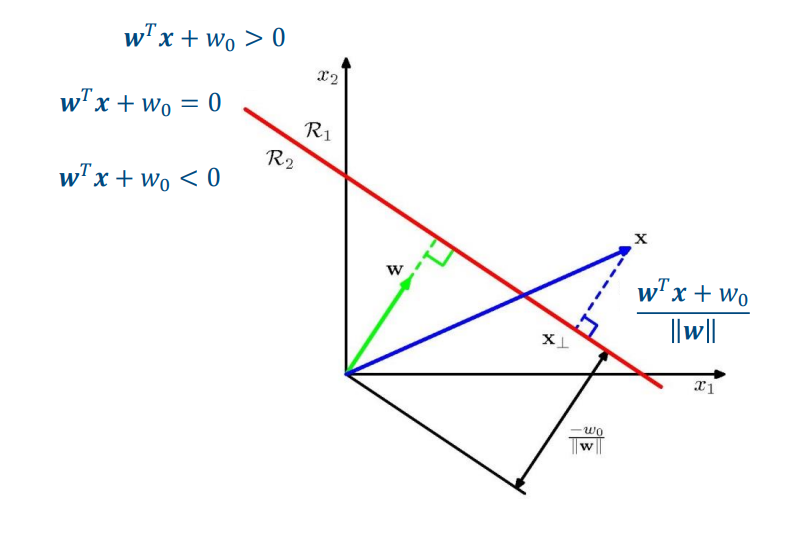 wᵀx + w₀ > 0
x₂
wᵀx + w₀ = 0
R₁
R₂
wᵀx + w₀ < 0
x
w
wᵀx + w₀
‖w‖
x⊥
x₁
−w₀
‖w‖